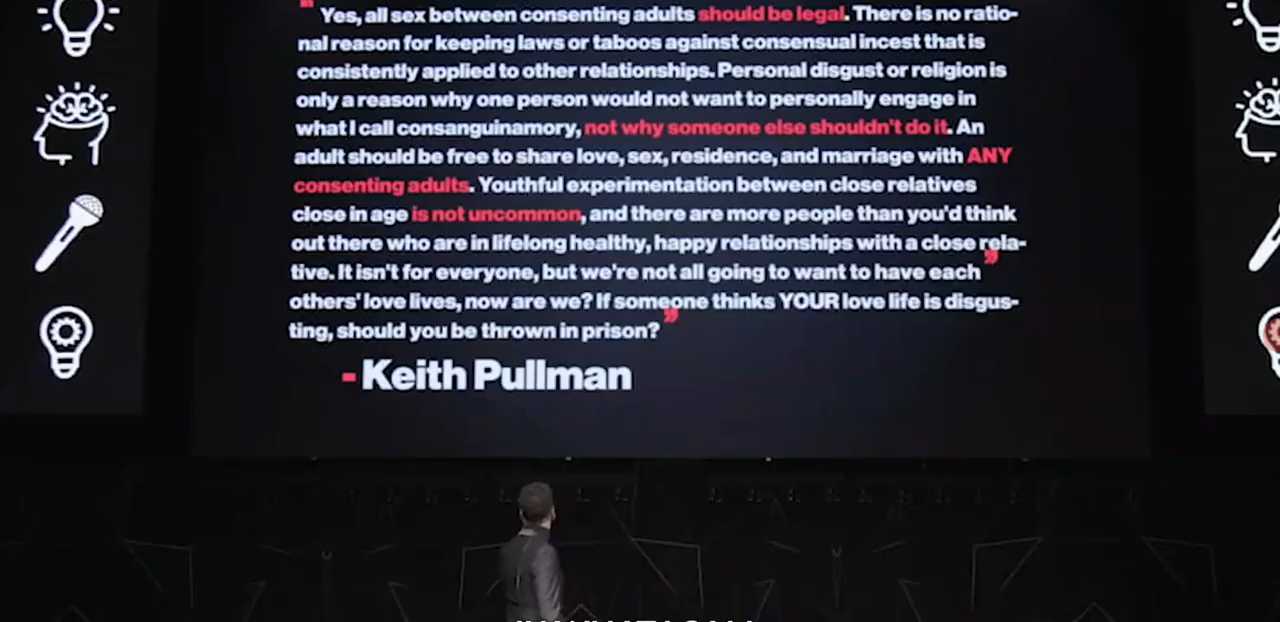 " Yes, all sex between consenting adults should be legal. There is no ratio-
nal reason for keeping laws or taboos against consensual incest that is
consistently applied to other relationships. Personal disgust or religion is
only a reason why one person would not want to personally engage in
what I call consanguinamory, not why someone else shouldn't do it. An
adult should be free to share love, sex, residence, and marriage with ANY
consenting adults. Youthful experimentation between close relatives
close in age is not uncommon, and there are more people than you'd think
out there who are in lifelong healthy, happy relationships with a close rela-
tive. It isn't for everyone, but we're not all going to want to have each ”
others' love lives, now are we? If someone thinks YOUR love life is disgus-
ting, should you be thrown in prison? ”
- Keith Pullman